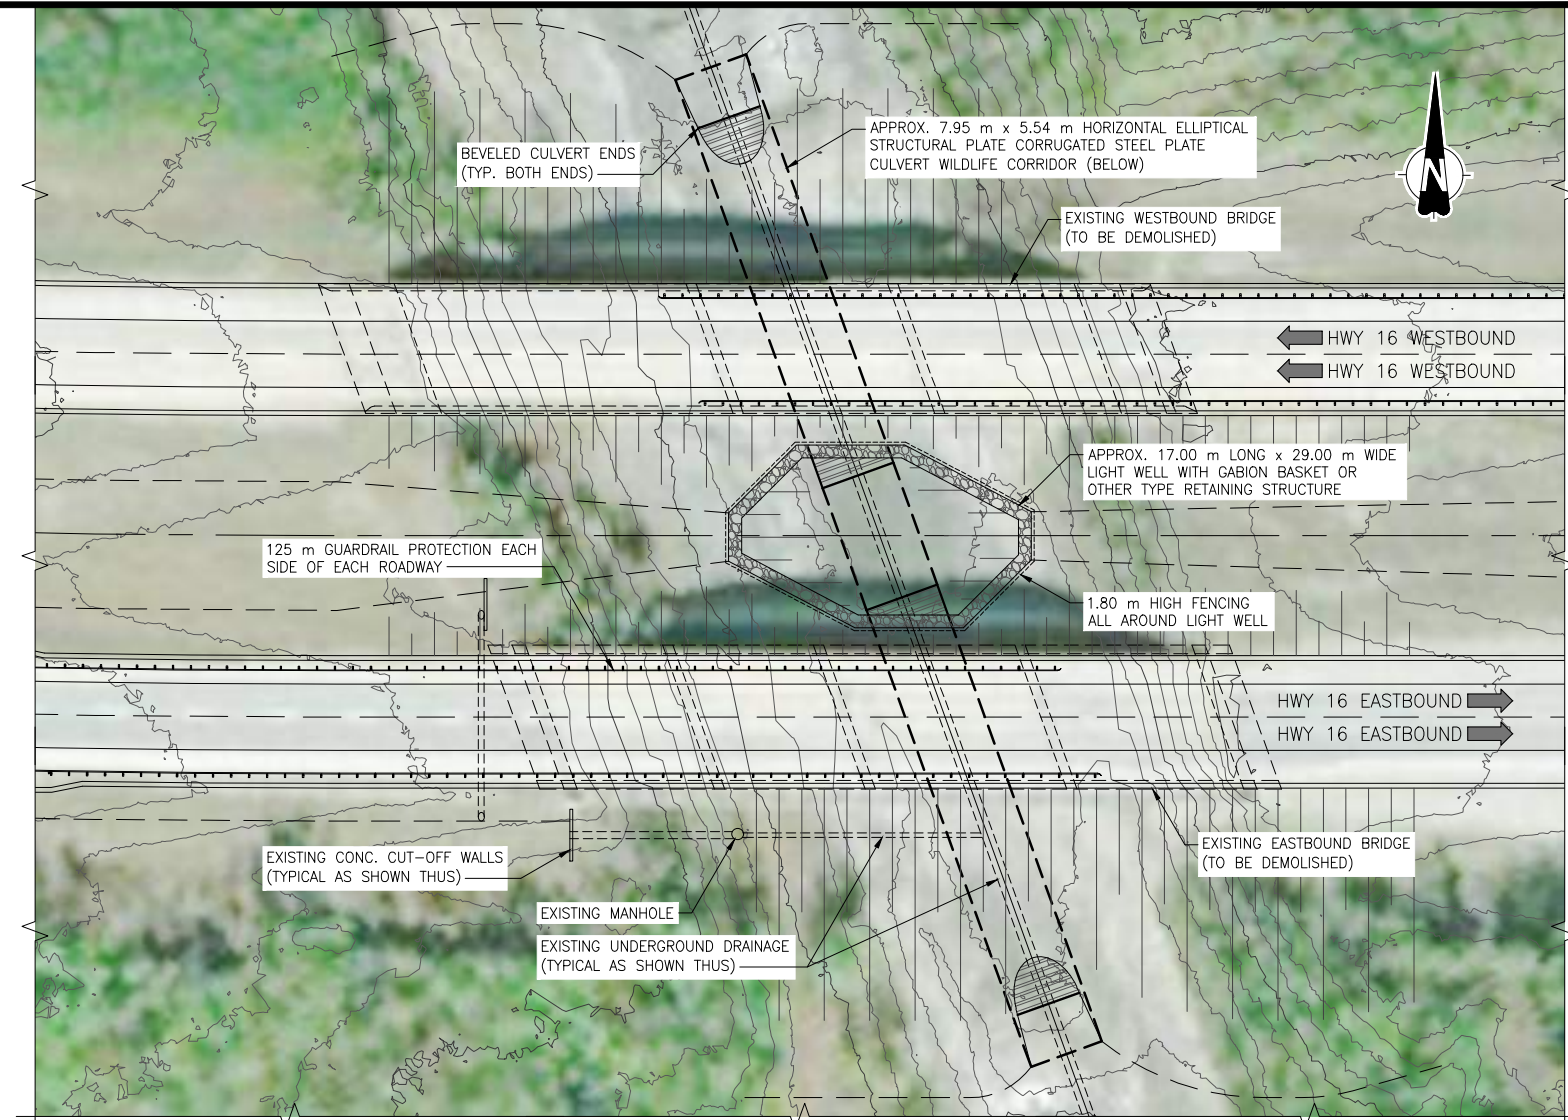 APPROX. 7.95 m x 5.54 m HORIZONTAL ELLIPTICAL
STRUCTURAL PLATE CORRUGATED STEEL PLATE
CULVERT WILDLIFE CORRIDOR (BELOW)
BEVELED CULVERT ENDS
(TYP. BOTH ENDS)
N
EXISTING WESTBOUND BRIDGE
(TO BE DEMOLISHED)
HWY 16 WESTBOUND
HWY 16 WESTBOUND
APPROX. 17.00 m LONG x 29.00 m WIDE
LIGHT WELL WITH GABION BASKET OR
OTHER TYPE RETAINING STRUCTURE
125 m GUARDRAIL PROTECTION EACH
SIDE OF EACH ROADWAY
1.80 m HIGH FENCING
ALL AROUND LIGHT WELL
HWY 16 EASTBOUND
HWY 16 EASTBOUND
EXISTING EASTBOUND BRIDGE
(TO BE DEMOLISHED)
EXISTING CONC. CUT-OFF WALLS
(TYPICAL AS SHOWN THUS)
EXISTING MANHOLE
EXISTING UNDERGROUND DRAINAGE
(TYPICAL AS SHOWN THUS)